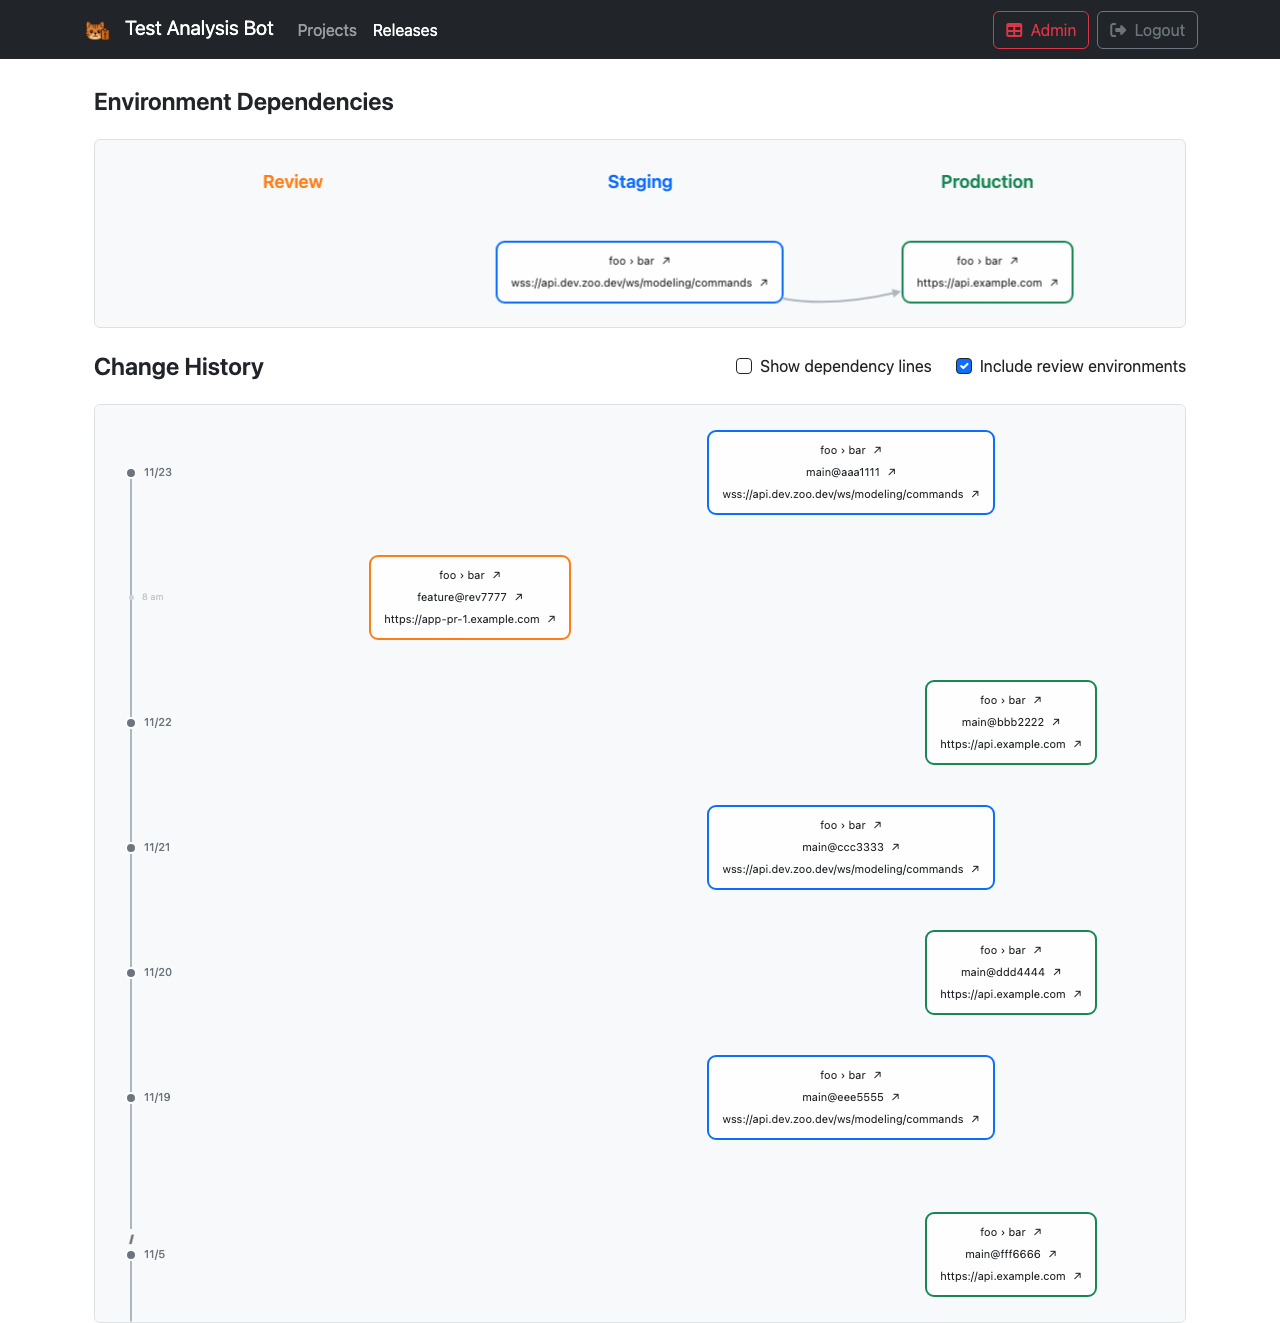 Test Analysis Bot Projects Releases Admin Logout
Environment Dependencies
Review Staging Production
foo › bar ↗
wss://api.dev.zoo.dev/ws/modeling/commands ↗
foo › bar ↗
https://api.example.com ↗
Change History
Show dependency lines Include review environments
11/23
foo › bar ↗
main@aaa1111 ↗
wss://api.dev.zoo.dev/ws/modeling/commands ↗
8 am
foo › bar ↗
feature@rev7777 ↗
https://app-pr-1.example.com ↗
11/22
foo › bar ↗
main@bbb2222 ↗
https://api.example.com ↗
11/21
foo › bar ↗
main@ccc3333 ↗
wss://api.dev.zoo.dev/ws/modeling/commands ↗
11/20
foo › bar ↗
main@ddd4444 ↗
https://api.example.com ↗
11/19
foo › bar ↗
main@eee5555 ↗
wss://api.dev.zoo.dev/ws/modeling/commands ↗
11/5
foo › bar ↗
main@fff6666 ↗
https://api.example.com ↗